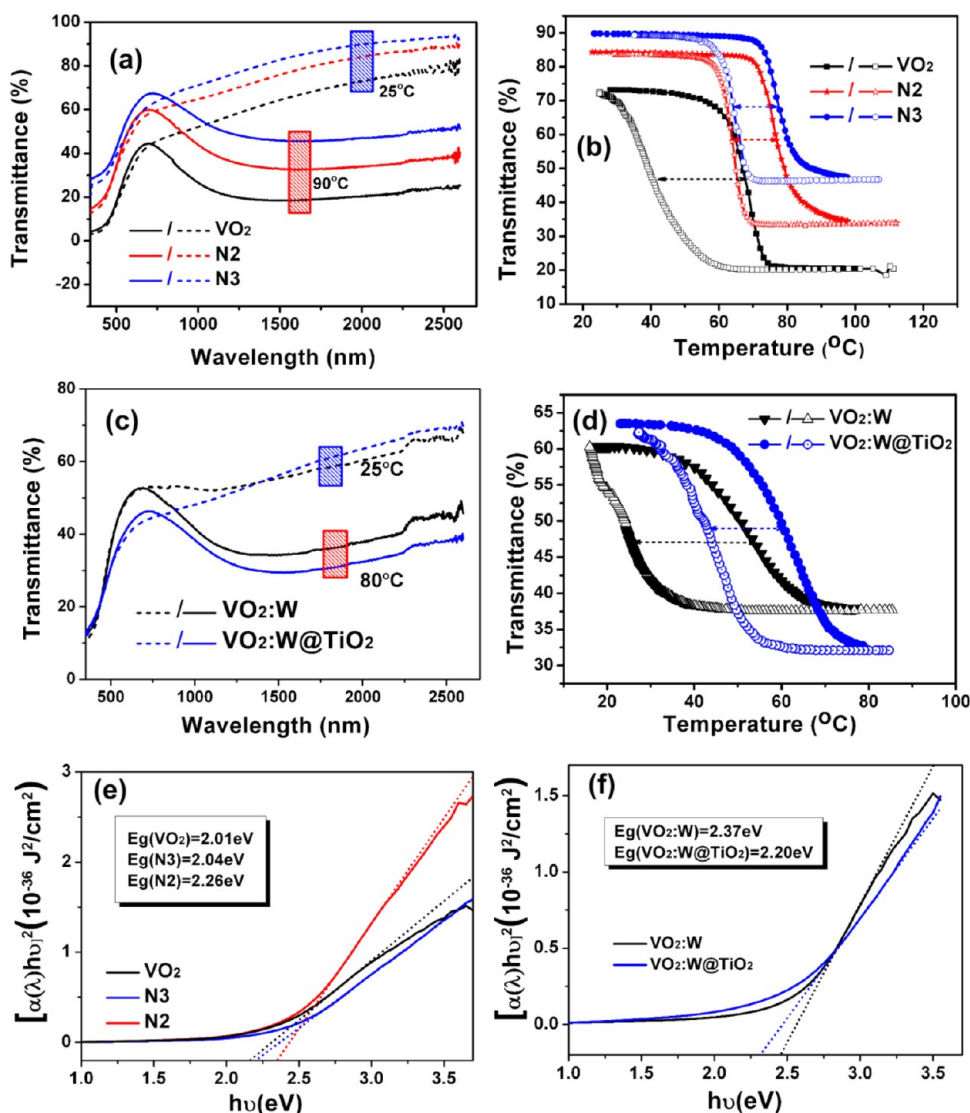 (a)
Transmittance (%)
100
80
60
40
20
0
-20
25°C
90°C
/ VO₂
/ N2
/ N3
500 1000 1500 2000 2500
Wavelength (nm)
(b)
Transmittance (%)
90
80
70
60
50
40
30
20
10
/ VO₂
/ N2
/ N3
20 40 60 80 100 120
Temperature (°C)
(c)
Transmittance (%)
80
60
40
20
0
25°C
80°C
/ VO₂:W
/ VO₂:W@TiO₂
500 1000 1500 2000 2500
Wavelength (nm)
(d)
Transmittance (%)
65
60
55
50
45
40
35
/ VO₂:W
/ VO₂:W@TiO₂
20 40 60 80 100
Temperature (°C)
(e)
[α(λ)hυ]² (10⁻³⁶ J²/cm²)
3
2
1
0
Eg(VO₂)=2.01eV
Eg(N3)=2.04eV
Eg(N2)=2.26eV
VO₂
N3
N2
1.0 1.5 2.0 2.5 3.0 3.5
hυ(eV)
(f)
[α(λ)hυ]² (10⁻³⁶ J²/cm²)
1.5
1.0
0.5
0.0
Eg(VO₂:W)=2.37eV
Eg(VO₂:W@TiO₂)=2.20eV
VO₂:W
VO₂:W@TiO₂
1.0 1.5 2.0 2.5 3.0 3.5
hυ(eV)